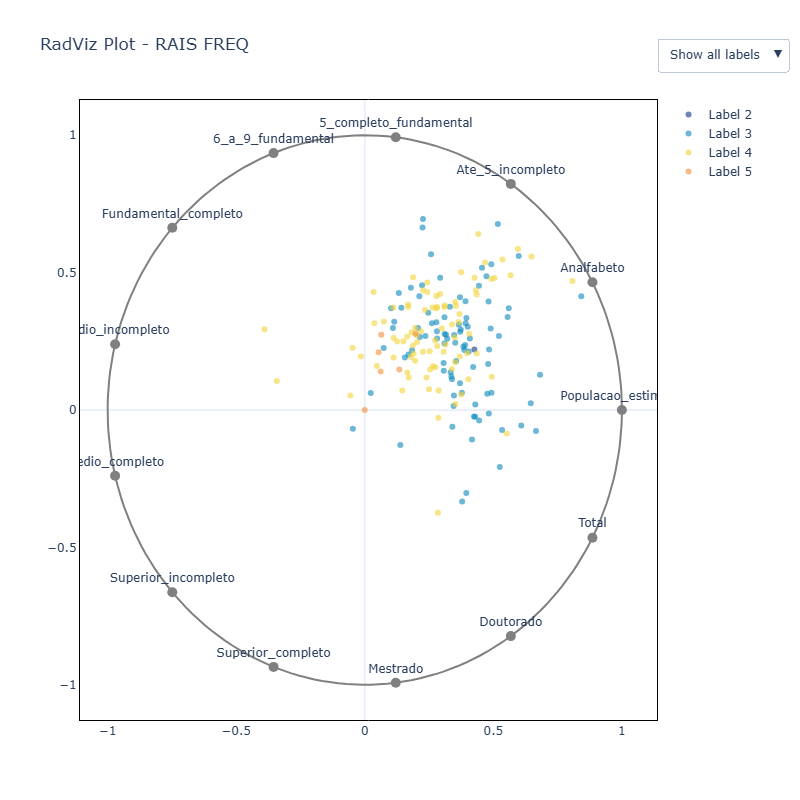 RadViz Plot - RAIS FREQ
Show all labels
Label 2
Label 3
Label 4
Label 5
5_completo_fundamental
6_a_9_fundamental
Ate_5_incompleto
Fundamental_completo
Analfabeto
dio_incompleto
Populacao_estim
edio_completo
Total
Superior_incompleto
Doutorado
Superior_completo
Mestrado
1
0.5
0
−0.5
−1
−1
−0.5
0
0.5
1